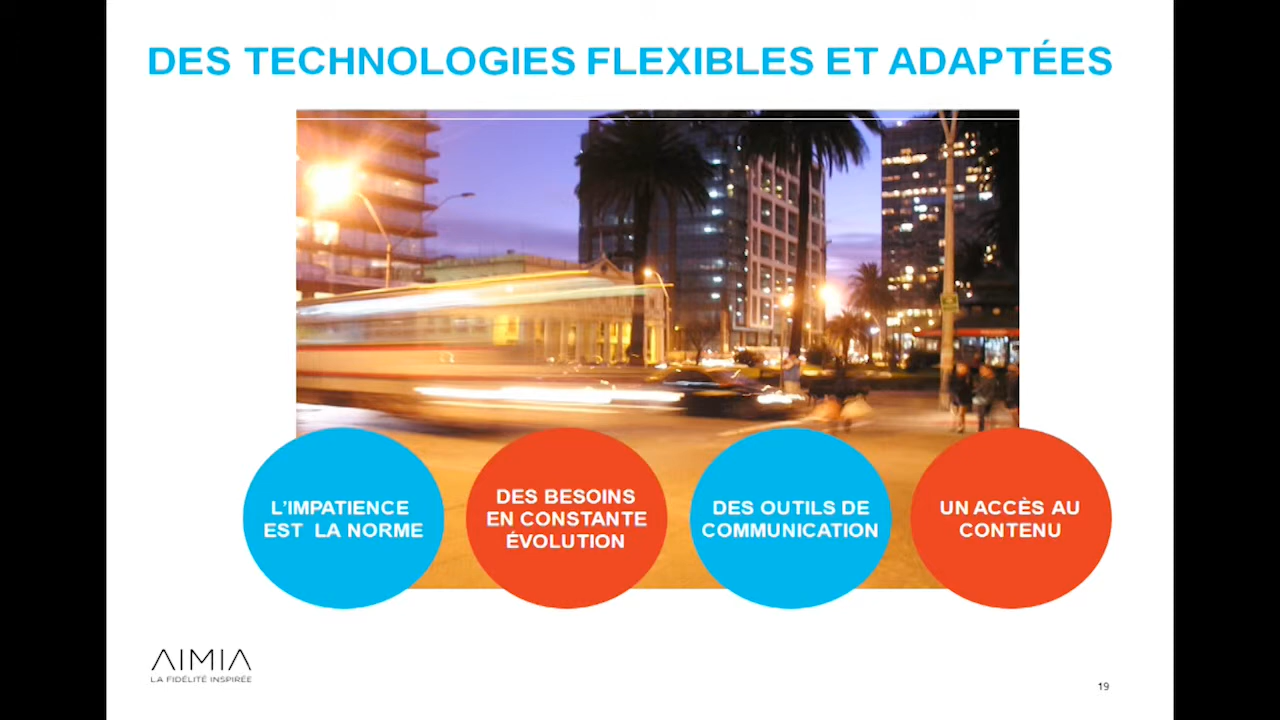 DES TECHNOLOGIES FLEXIBLES ET ADAPTÉES
L'IMPATIENCE
EST LA NORME
DES BESOINS
EN CONSTANTE
ÉVOLUTION
DES OUTILS DE
COMMUNICATION
UN ACCÈS AU
CONTENU
AIMIA
LA FIDÉLITÉ INSPIRÉE
19